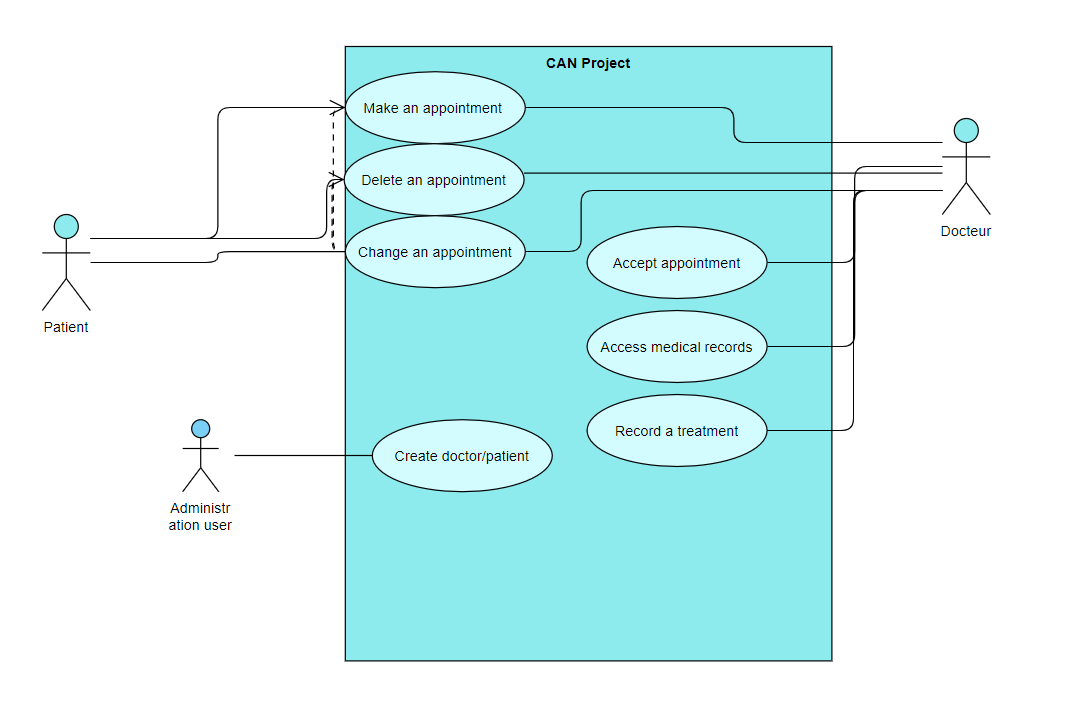 CAN Project
Make an appointment
Delete an appointment
Change an appointment
Accept appointment
Access medical records
Record a treatment
Create doctor/patient
Patient
Docteur
Administr
ation user